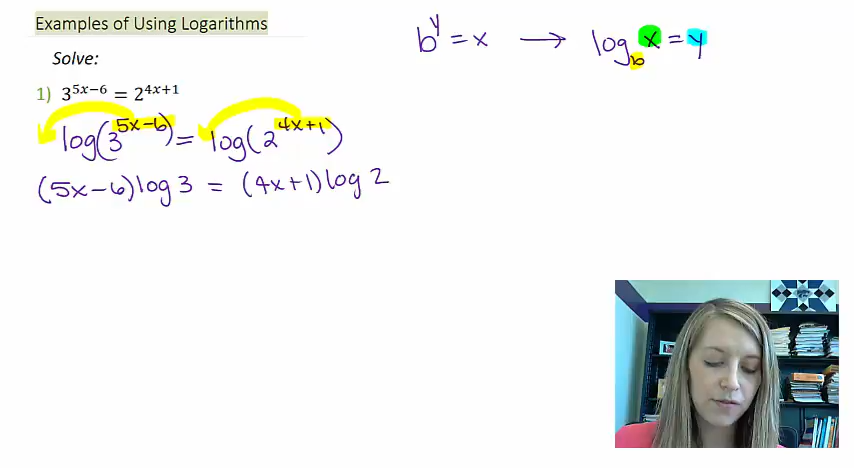 Examples of Using Logarithms
b^y = x → log_b x = y
Solve:
1) 3^{5x−6} = 2^{4x+1}
log(3^{5x−6}) = log(2^{4x+1})
(5x−6) log 3 = (4x+1) log 2